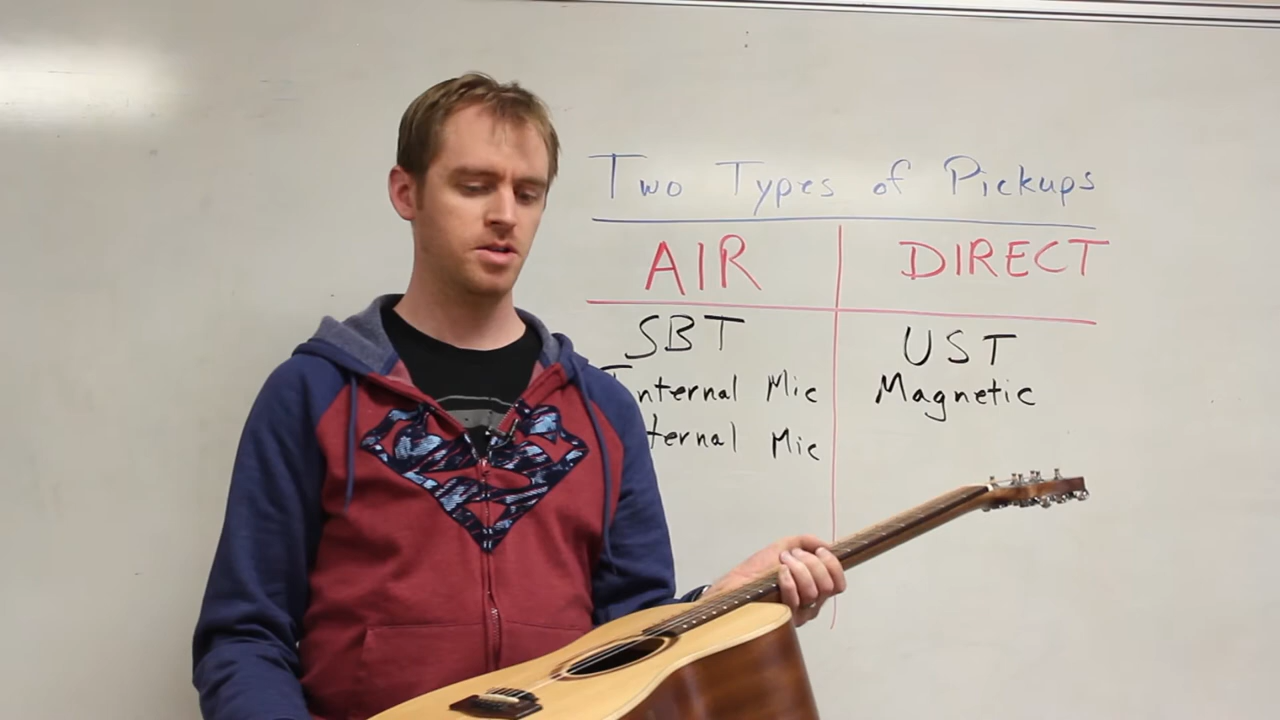 Two Types of Pickups
AIR DIRECT
SBT UST
Internal Mic Magnetic
Mic